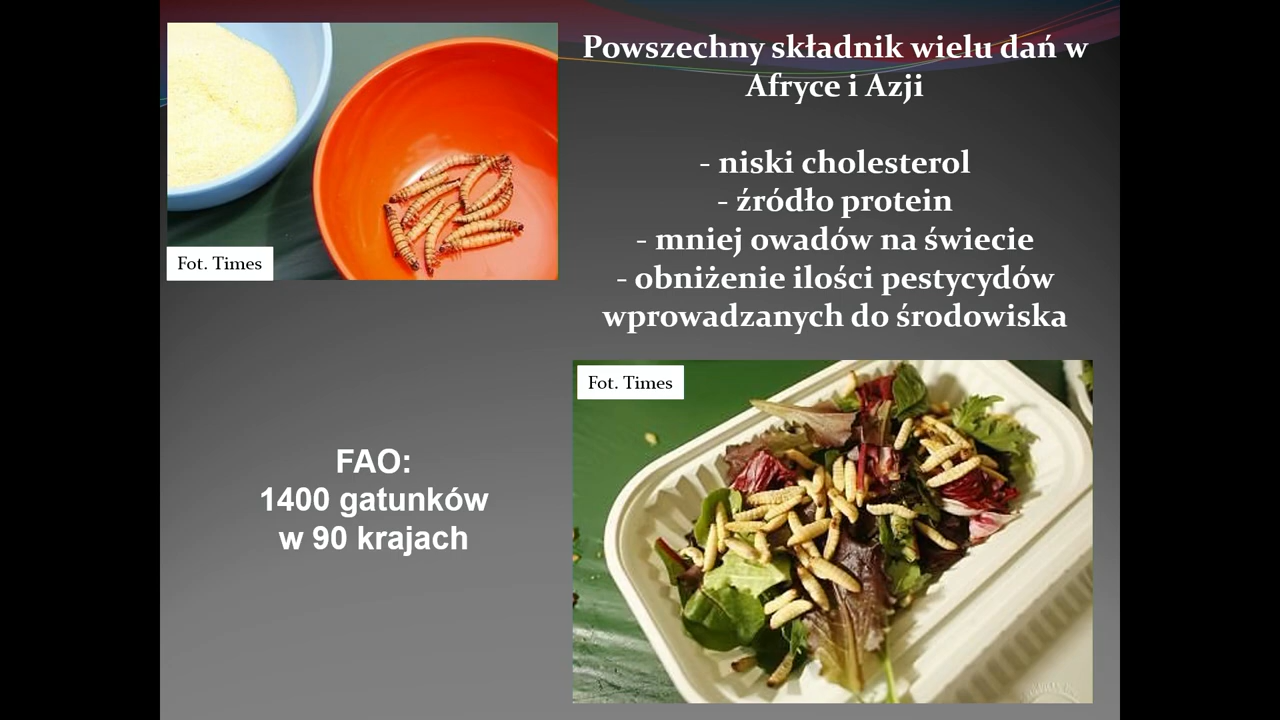 Powszechny składnik wielu dań w
Afryce i Azji
- niski cholesterol
- źródło protein
- mniej owadów na świecie
- obniżenie ilości pestycydów
wprowadzanych do środowiska
Fot. Times
Fot. Times
FAO:
1400 gatunków
w 90 krajach